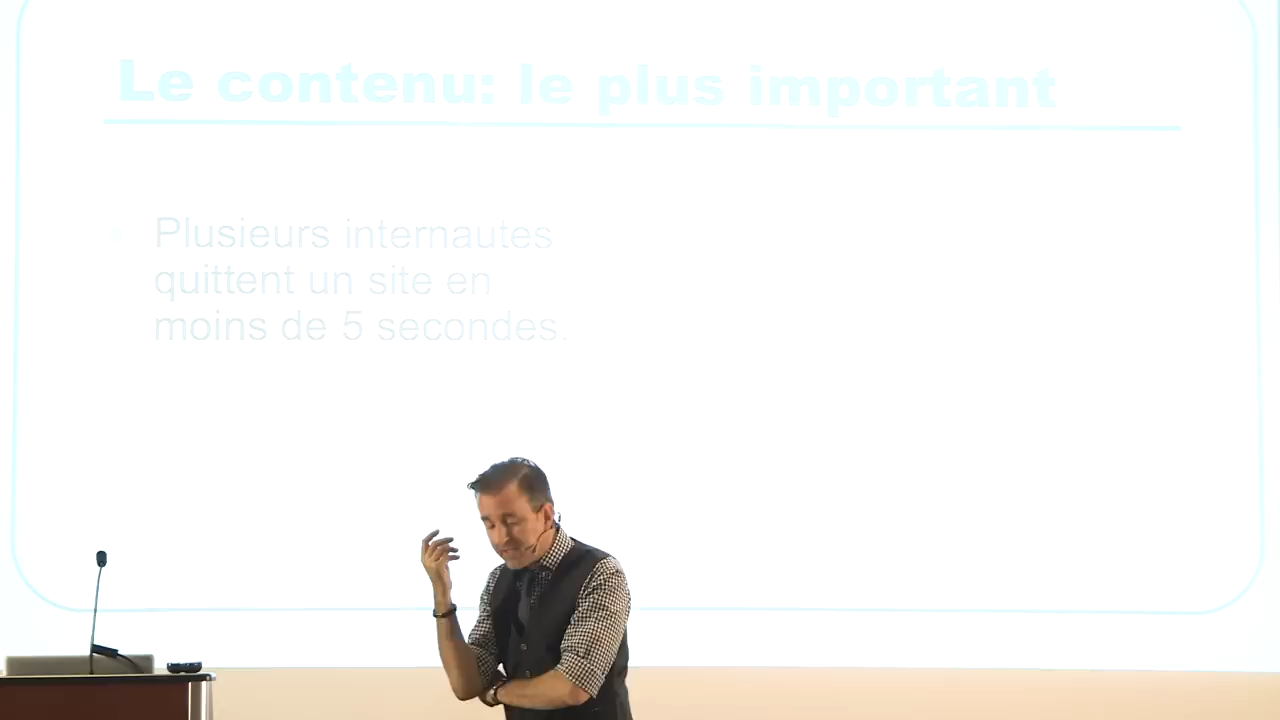 Le contenu: le plus important
Plusieurs internautes
quittent un site en
moins de 5 secondes.